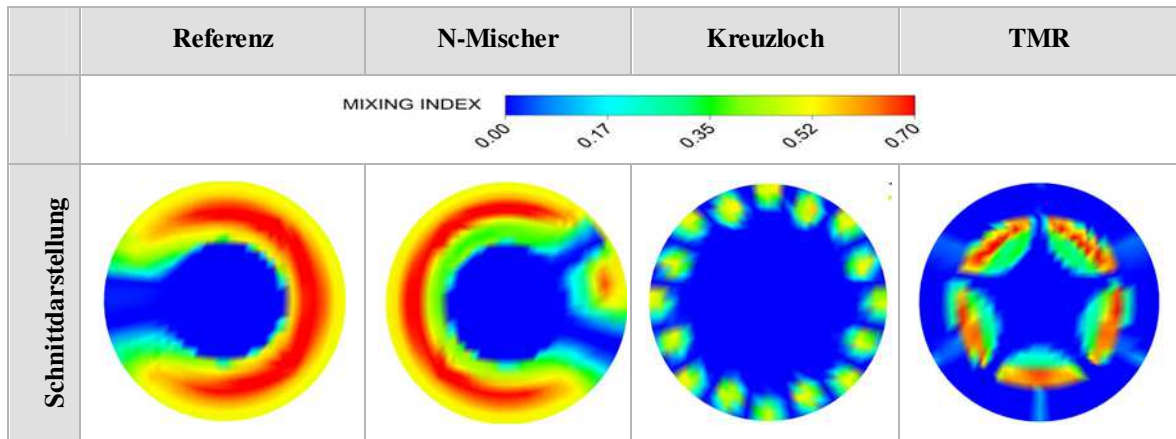 Referenz N-Mischer Kreuzloch TMR
MIXING INDEX
0.00 0.17 0.35 0.52 0.70
Schnittdarstellung